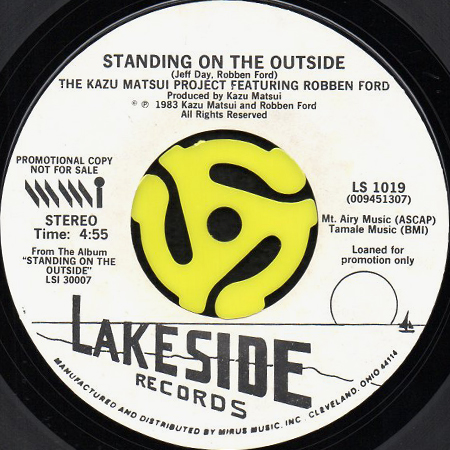 STANDING ON THE OUTSIDE
(Jeff Day, Robben Ford)
THE KAZU MATSUI PROJECT FEATURING ROBBEN FORD
Produced by Kazu Matsui
© ℗ 1983 Kazu Matsui and Robben Ford
All Rights Reserved
PROMOTIONAL COPY
NOT FOR SALE
MMi
STEREO
Time: 4:55
From The Album
"STANDING ON THE
OUTSIDE"
LSI 30007
LS 1019
(009451307)
Mt. Airy Music (ASCAP)
Tamale Music (BMI)
Loaned for
promotion only
LAKESIDE
RECORDS
MANUFACTURED AND DISTRIBUTED BY MIRUS MUSIC, INC. CLEVELAND, OHIO 44114